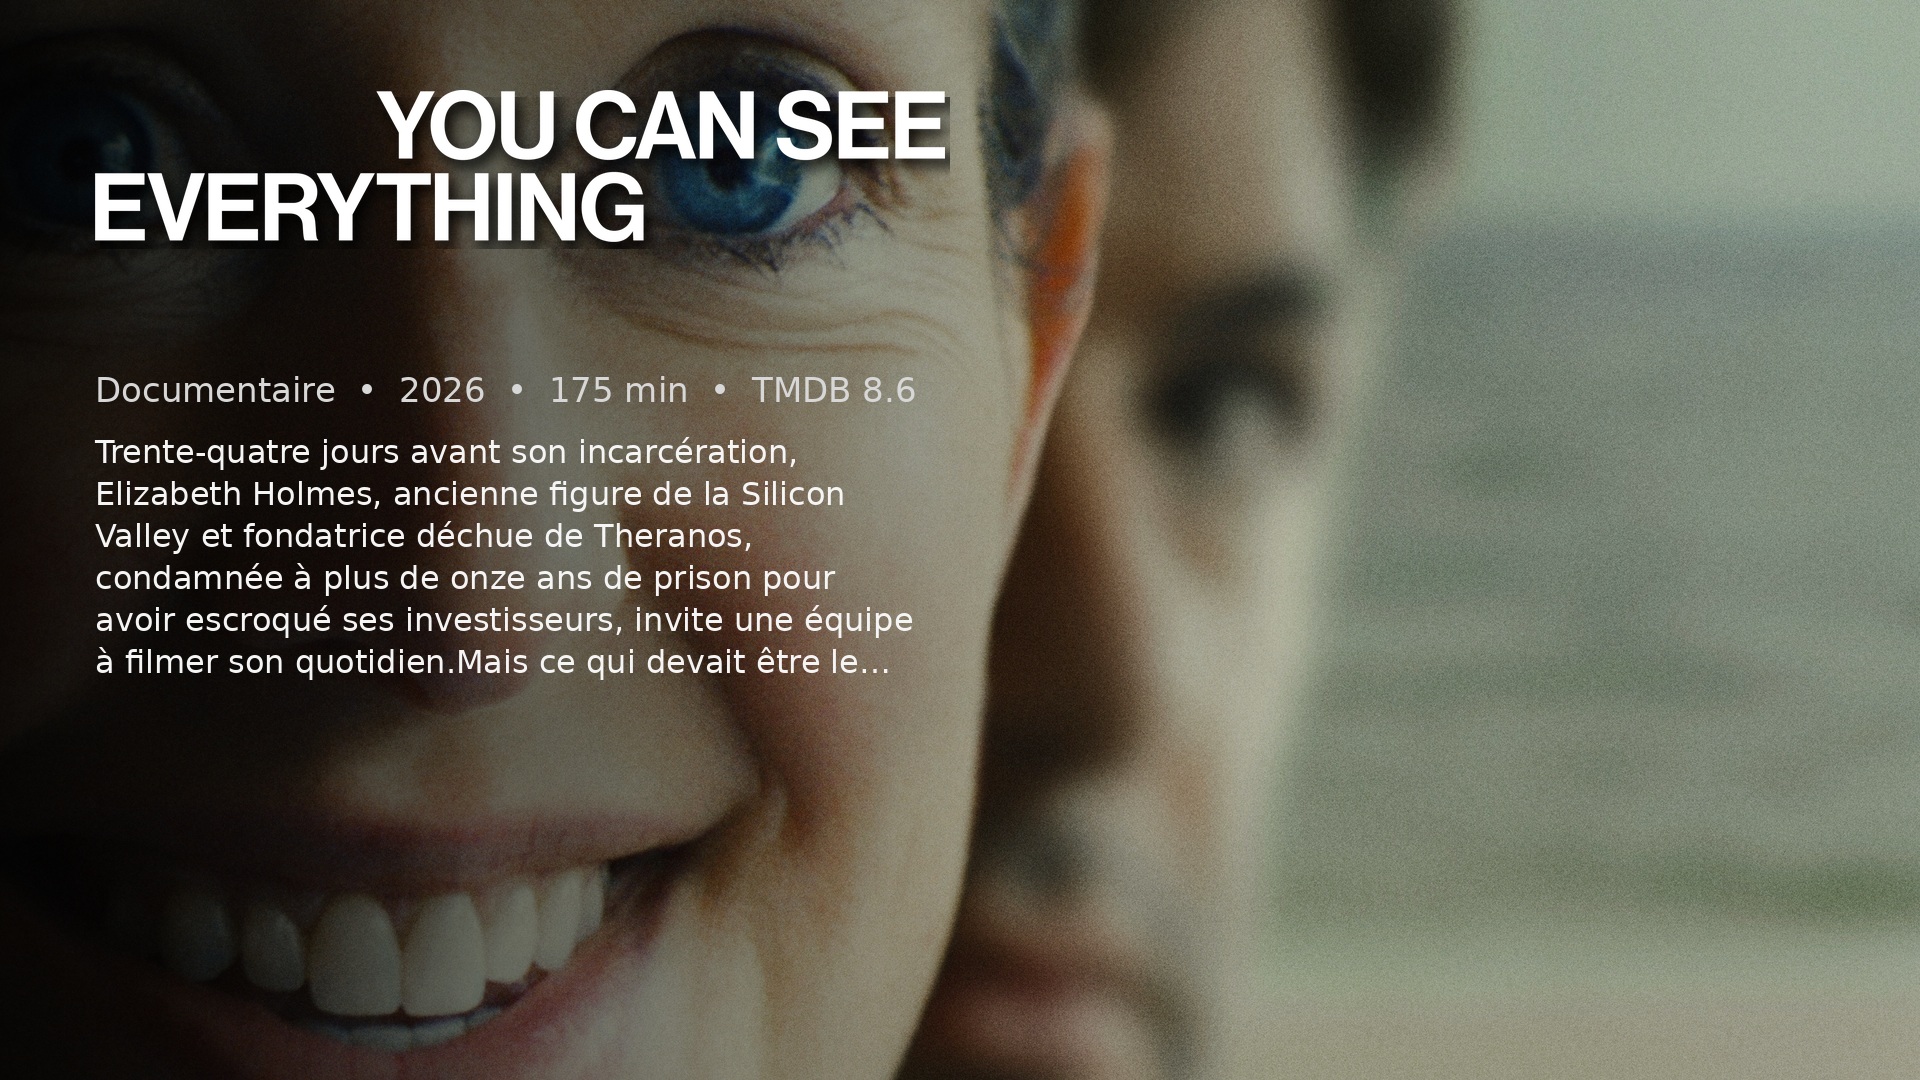 YOU CAN SEE
EVERYTHING
Documentaire • 2026 • 175 min • TMDB 8.6
Trente-quatre jours avant son incarcération,
Elizabeth Holmes, ancienne figure de la Silicon
Valley et fondatrice déchue de Theranos,
condamnée à plus de onze ans de prison pour
avoir escroqué ses investisseurs, invite une équipe
à filmer son quotidien.Mais ce qui devait être le…